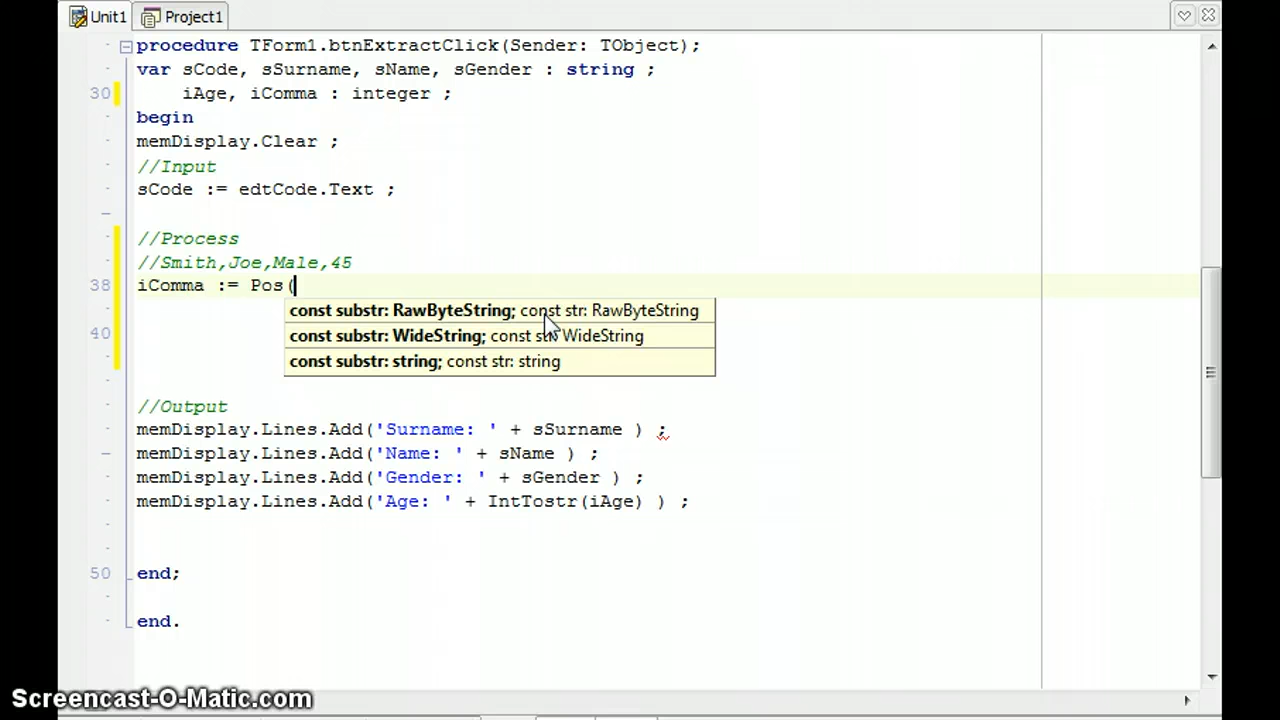 Unit1 Project1
procedure TForm1.btnExtractClick(Sender: TObject);
var sCode, sSurname, sName, sGender : string ;
30 iAge, iComma : integer ;
begin
memDisplay.Clear ;
//Input
sCode := edtCode.Text ;
//Process
//Smith,Joe,Male,45
38 iComma := Pos(
const substr: RawByteString; const str: RawByteString
40 const substr: WideString; const str: WideString
const substr: string; const str: string
//Output
memDisplay.Lines.Add('Surname: ' + sSurname ) ;
memDisplay.Lines.Add('Name: ' + sName ) ;
memDisplay.Lines.Add('Gender: ' + sGender ) ;
memDisplay.Lines.Add('Age: ' + IntTostr(iAge) ) ;
50 end;
end.
Screencast-O-Matic.com